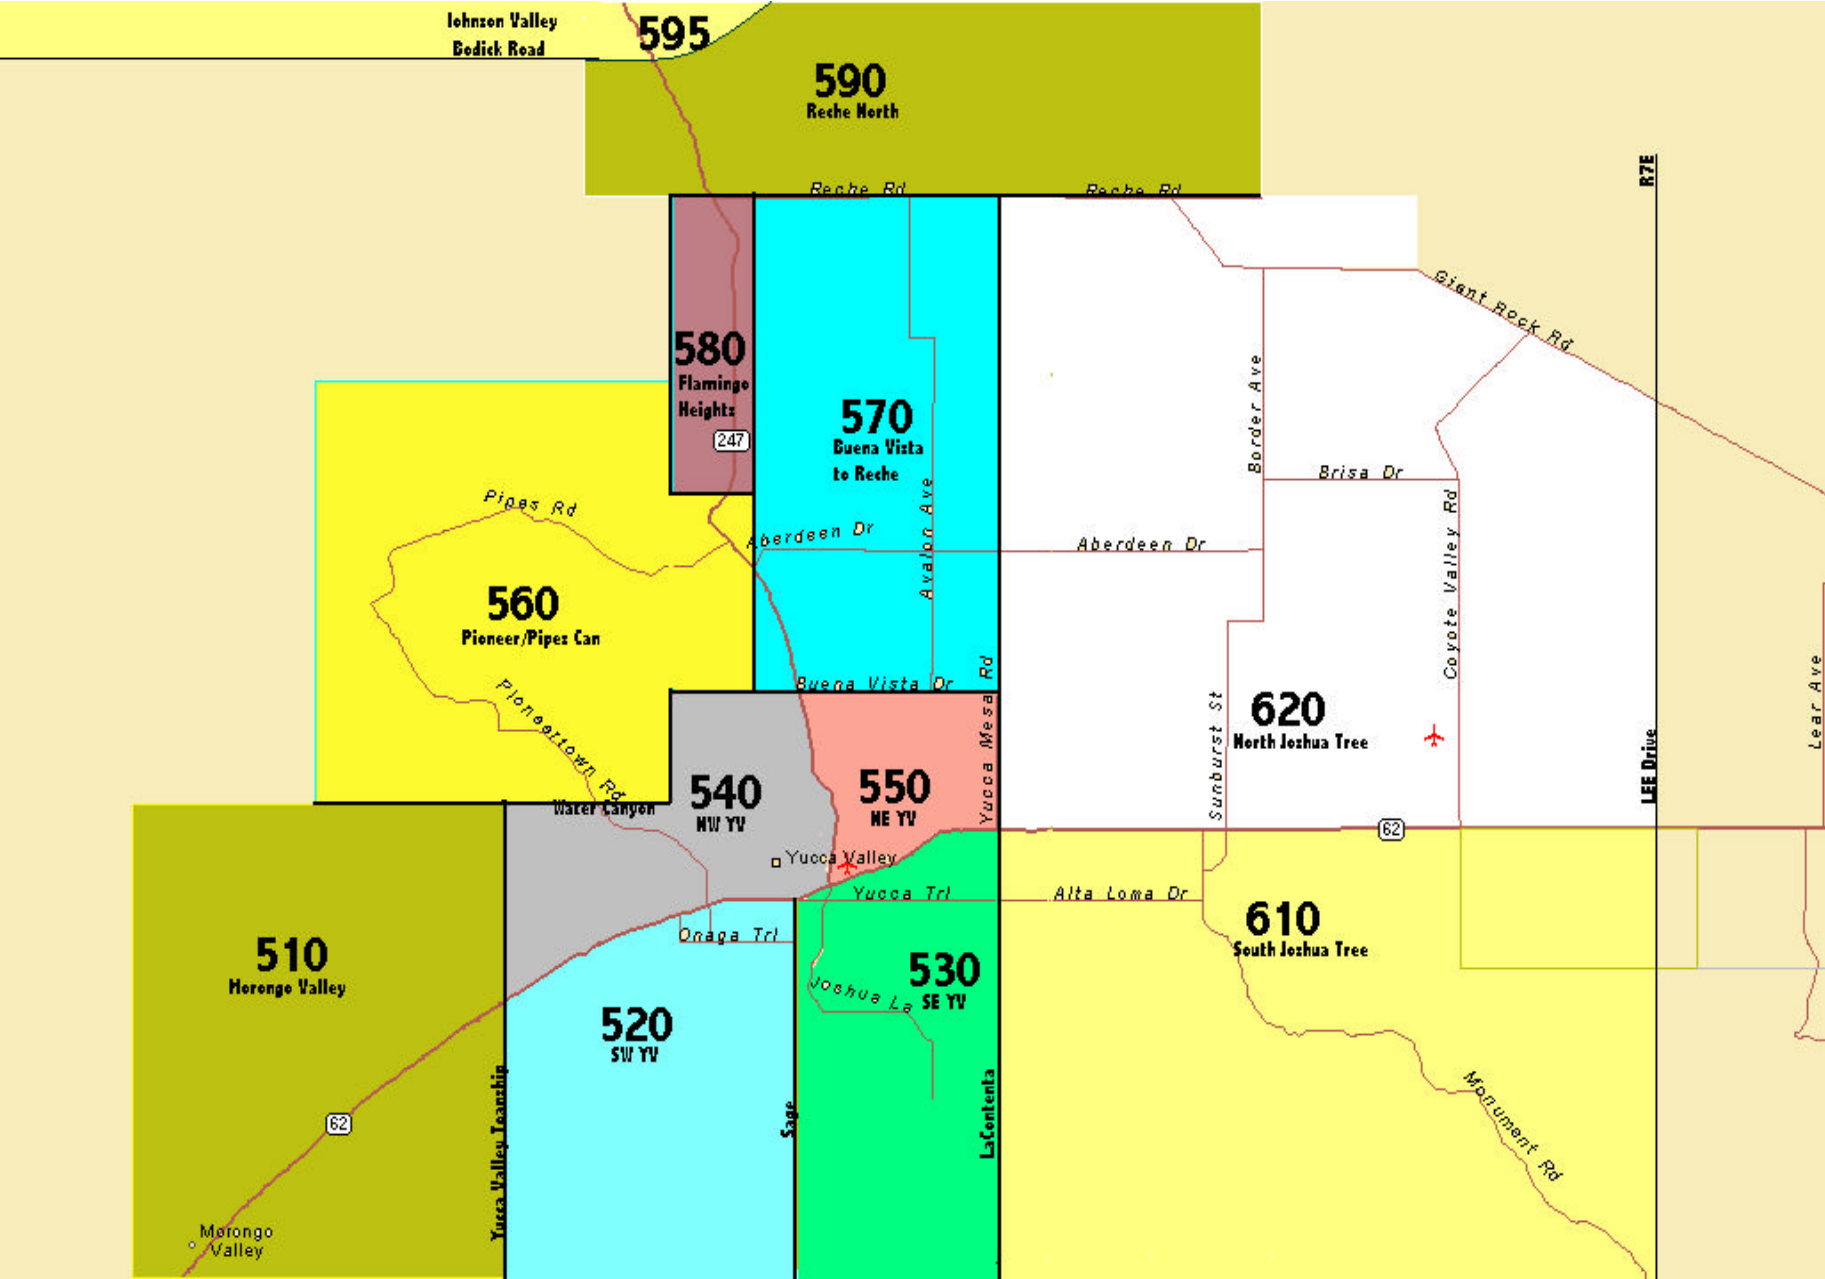 Johnson Valley
Bodick Road
595
590
Reche North
R7E
Reche Rd
Reche Rd
Giant Rock Rd
580
Flamingo
Heights
247
570
Buena Vista
to Reche
Border Ave
Brisa Dr
Pipes Rd
Aberdeen Dr
Avalon Ave
Aberdeen Dr
Coyote Valley Rd
560
Pioneer/Pipes Can
Pioneertown Rd
Buena Vista Dr
Yucca Mesa Rd
Sunburst St
620
North Joshua Tree
LEE Drive
Lear Ave
Water Canyon
540
NW YV
550
NE YV
62
Yucca Valley
Yucca Trl
Alta Loma Dr
Onaga Trl
610
South Joshua Tree
510
Morongo Valley
530
SE YV
Joshua La
520
SW YV
Yucca Valley Township
Sage
LaContenta
Monument Rd
62
Morongo
Valley